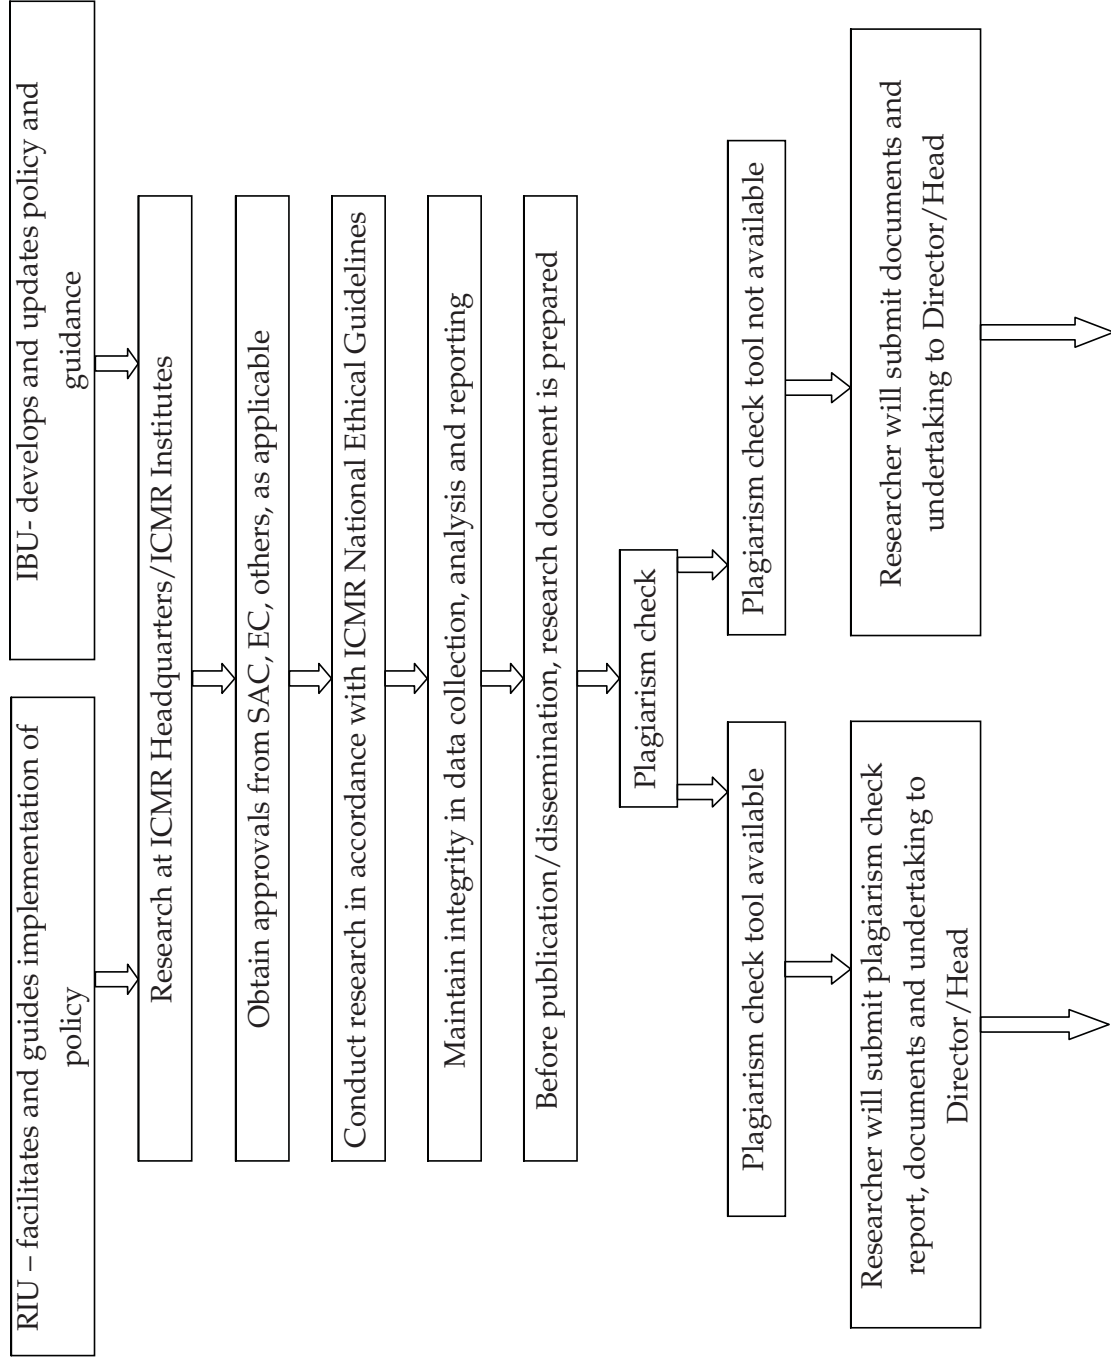 RIU – facilitates and guides implementation of
policy
IBU- develops and updates policy and
guidance
Research at ICMR Headquarters/ICMR Institutes
Obtain approvals from SAC, EC, others, as applicable
Conduct research in accordance with ICMR National Ethical Guidelines
Maintain integrity in data collection, analysis and reporting
Before publication/dissemination, research document is prepared
Plagiarism check
Plagiarism check tool available
Plagiarism check tool not available
Researcher will submit plagiarism check
report, documents and undertaking to
Director/Head
Researcher will submit documents and
undertaking to Director/Head